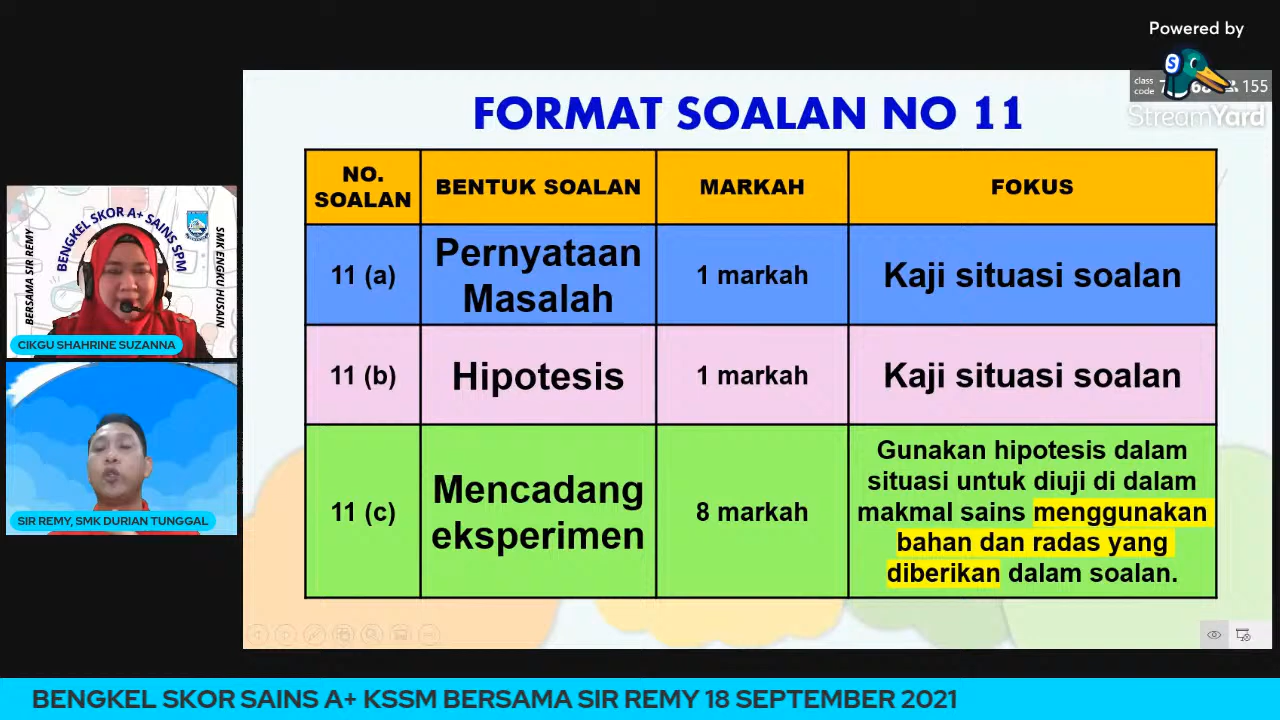 Powered by
class
code
155
StreamYard
FORMAT SOALAN NO 11
NO.
SOALAN
BENTUK SOALAN
MARKAH
FOKUS
11 (a)
Pernyataan
Masalah
1 markah
Kaji situasi soalan
11 (b)
Hipotesis
1 markah
Kaji situasi soalan
11 (c)
Mencadang
eksperimen
8 markah
Gunakan hipotesis dalam
situasi untuk diuji di dalam
makmal sains menggunakan
bahan dan radas yang
diberikan dalam soalan.
BERSAMA SIR REMY
BENGKEL SKOR A+ SAINS SPM
SMK ENGKU HUSAIN
CIKGU SHAHRINE SUZANNA
SIR REMY, SMK DURIAN TUNGGAL
BENGKEL SKOR SAINS A+ KSSM BERSAMA SIR REMY 18 SEPTEMBER 2021